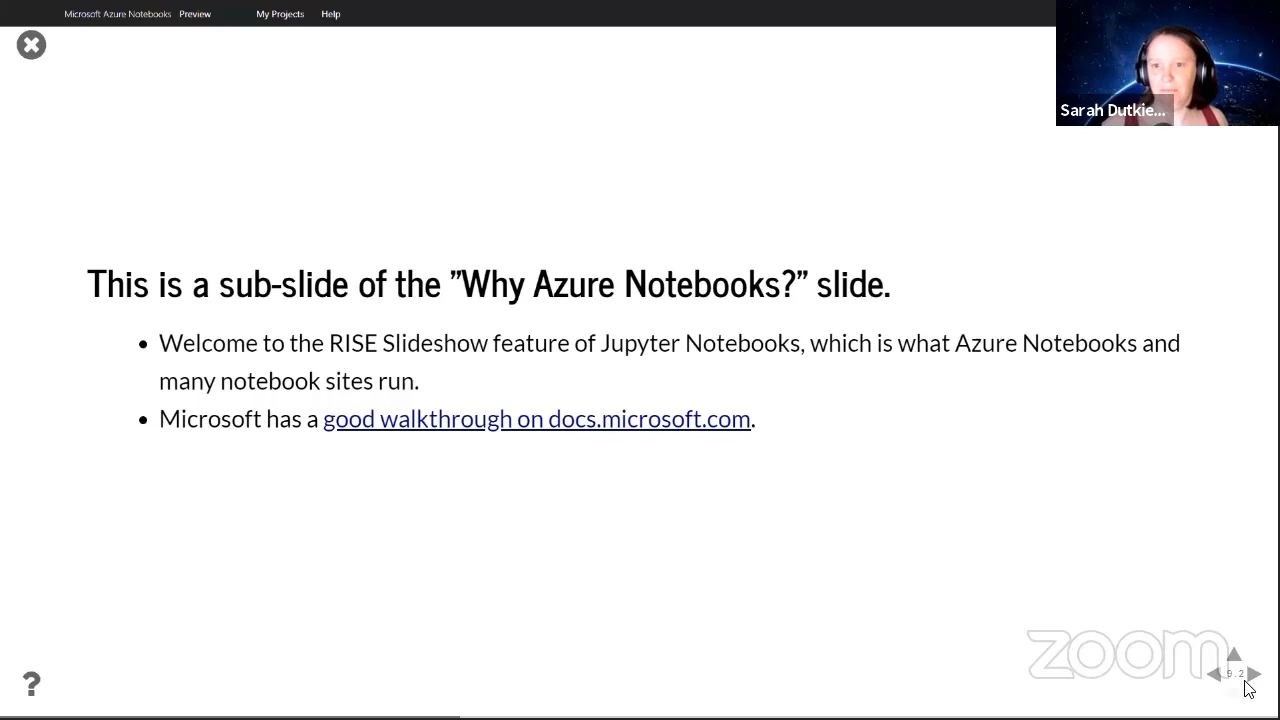 Microsoft Azure Notebooks Preview My Projects Help
Sarah Dutkie...
This is a sub-slide of the "Why Azure Notebooks?" slide.
Welcome to the RISE Slideshow feature of Jupyter Notebooks, which is what Azure Notebooks and
many notebook sites run.
Microsoft has a good walkthrough on docs.microsoft.com.
zoom
9.2
?